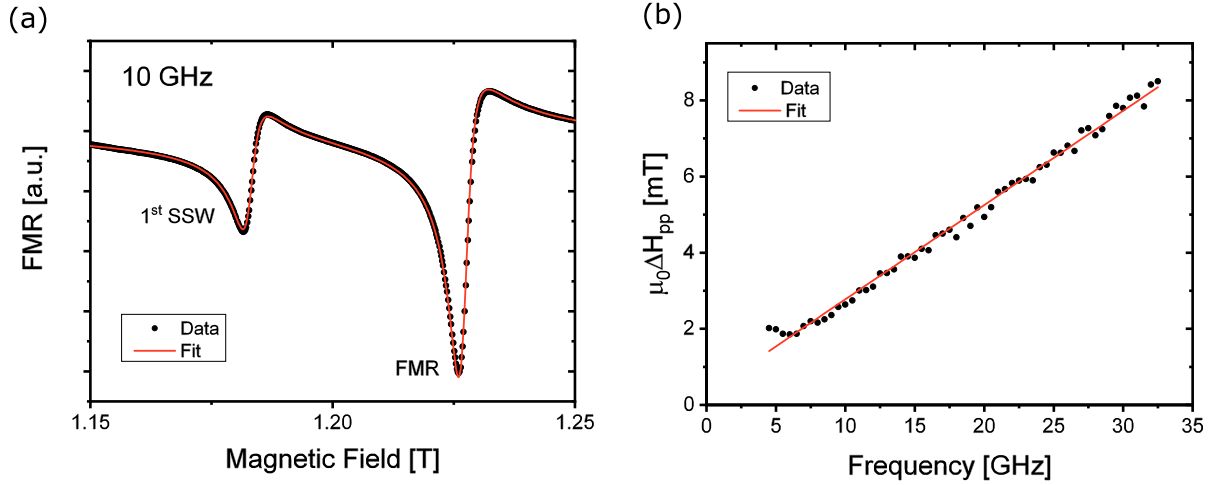 (a)
10 GHz
1st SSW
FMR
Data
Fit
FMR [a.u.]
1.15
1.20
1.25
Magnetic Field [T]
(b)
Data
Fit
μ0ΔHpp [mT]
8
6
4
2
0
0
5
10
15
20
25
30
35
Frequency [GHz]